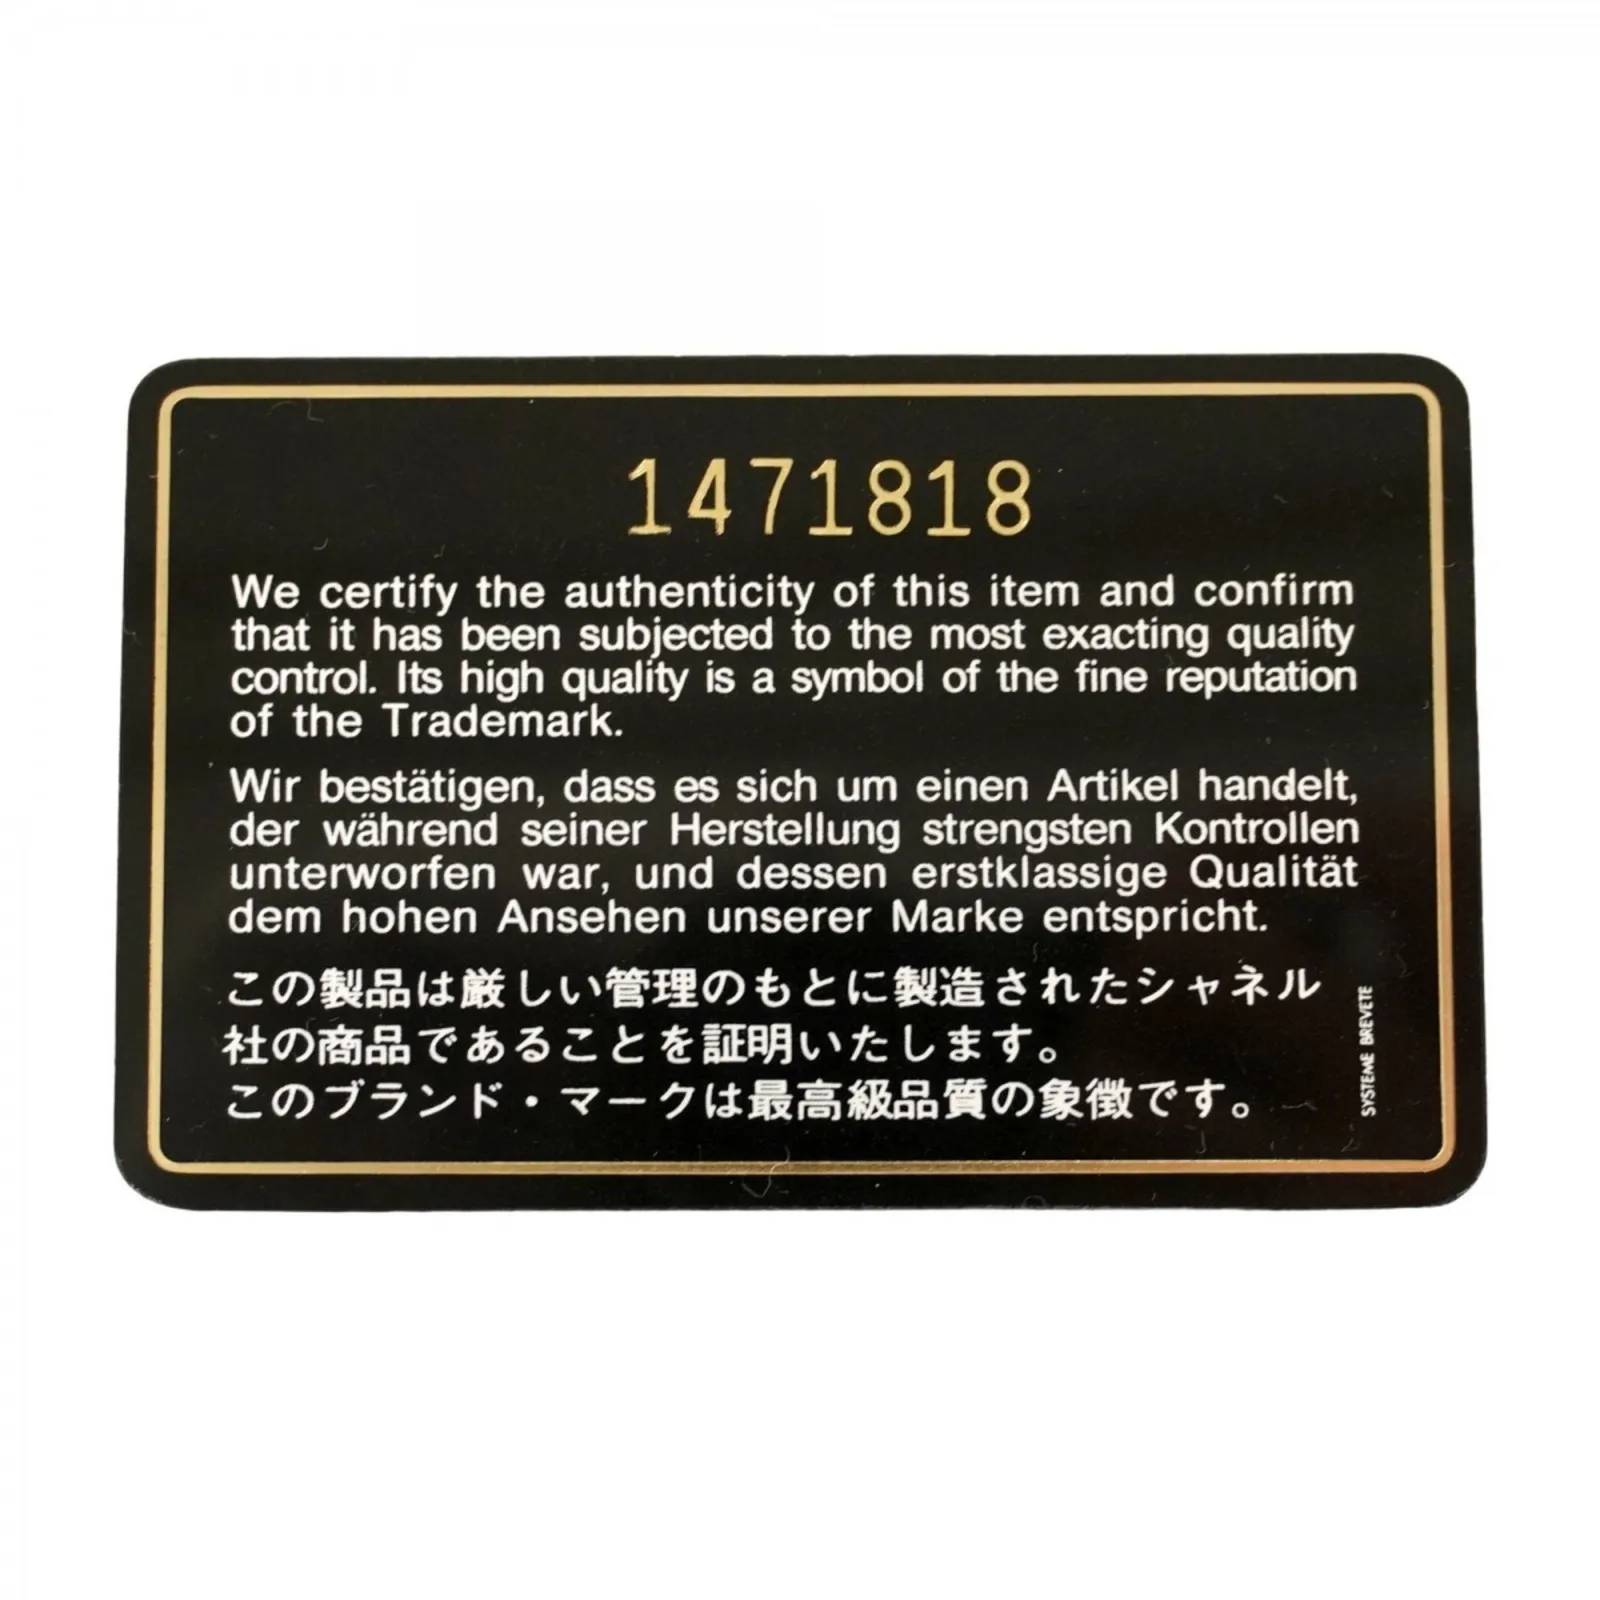 1471818
We certify the authenticity of this item and confirm
that it has been subjected to the most exacting quality
control. Its high quality is a symbol of the fine reputation
of the Trademark.
Wir bestätigen, dass es sich um einen Artikel handelt,
der während seiner Herstellung strengsten Kontrollen
unterworfen war, und dessen erstklassige Qualität
dem hohen Ansehen unserer Marke entspricht.
この製品は厳しい管理のもとに製造されたシャネル
社の商品であることを証明いたします。
このブランド・マークは最高級品質の象徴です。
SYSTEME BREVETE